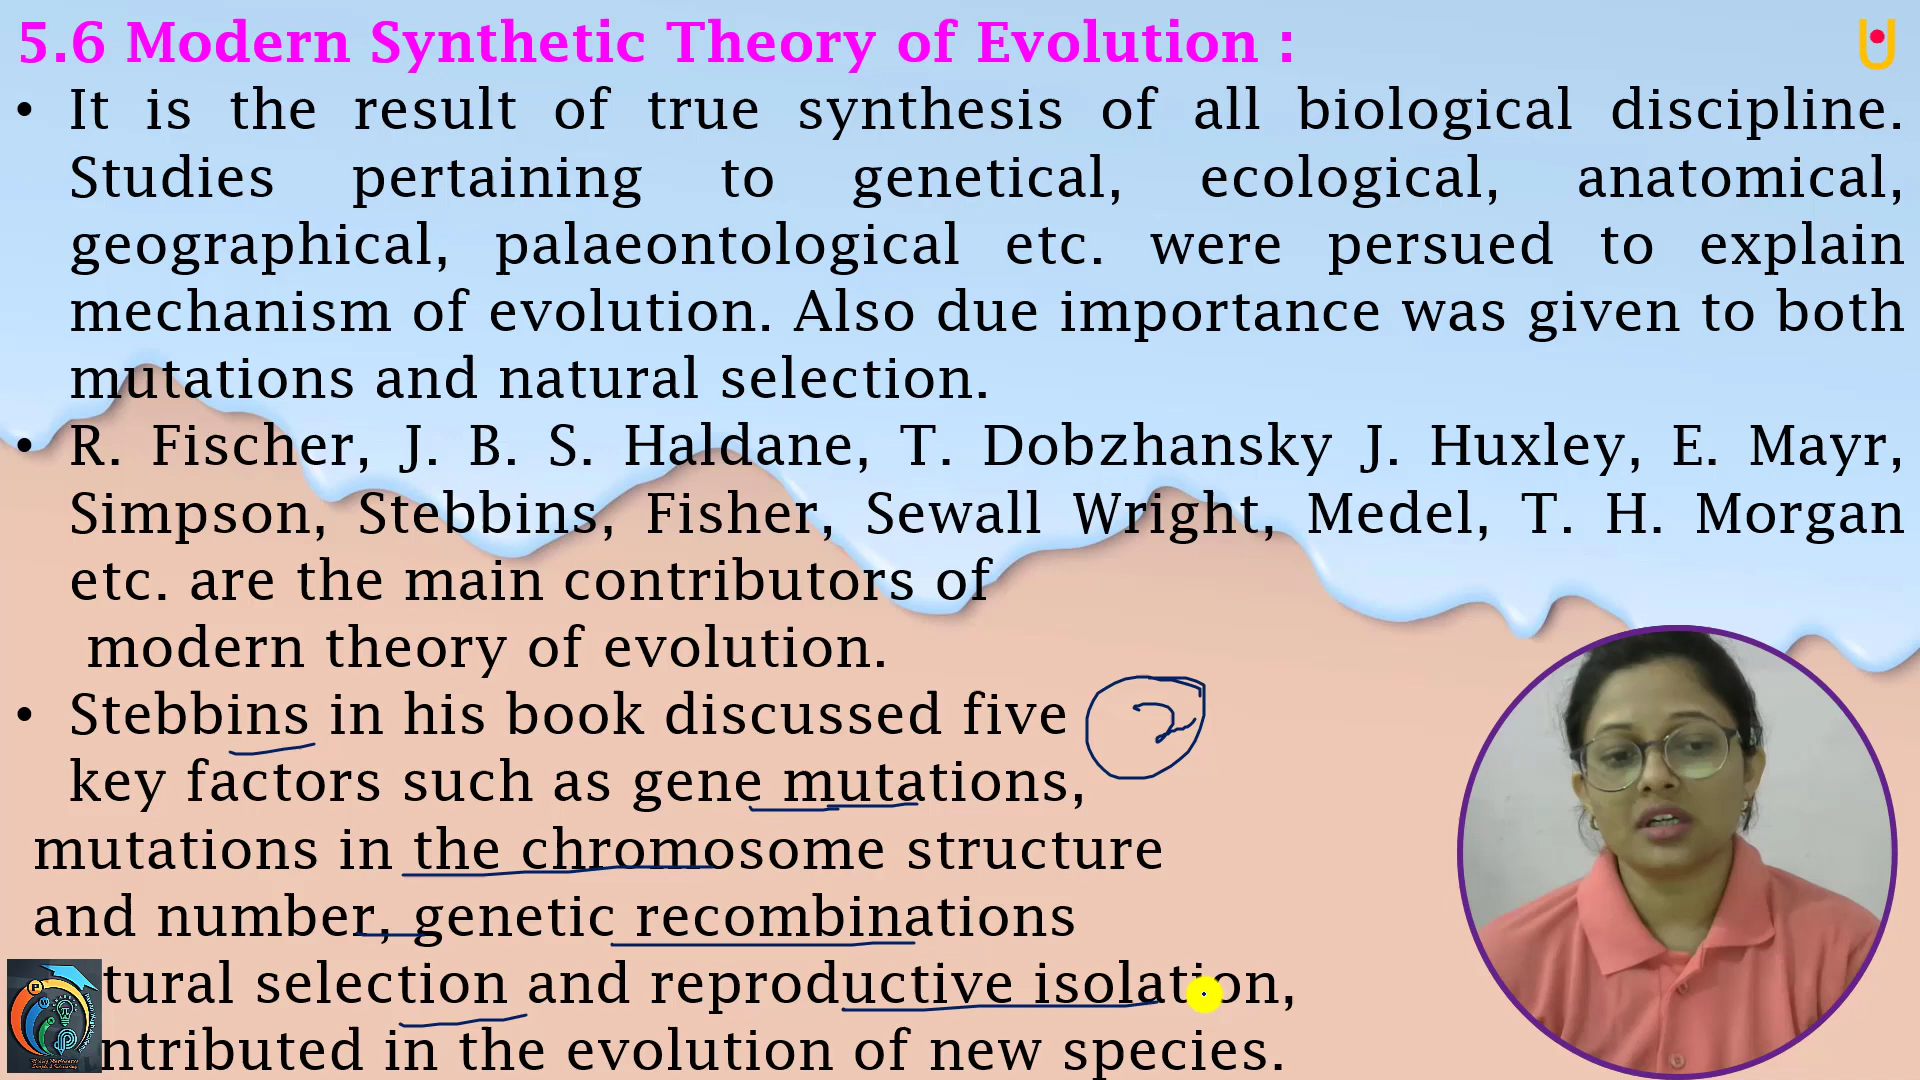 5.6 Modern Synthetic Theory of Evolution :
• It is the result of true synthesis of all biological discipline.
Studies pertaining to genetical, ecological, anatomical,
geographical, palaeontological etc. were persued to explain
mechanism of evolution. Also due importance was given to both
mutations and natural selection.
• R. Fischer, J. B. S. Haldane, T. Dobzhansky J. Huxley, E. Mayr,
Simpson, Stebbins, Fisher, Sewall Wright, Medel, T. H. Morgan
etc. are the main contributors of
modern theory of evolution.
• Stebbins in his book discussed five
key factors such as gene mutations,
mutations in the chromosome structure
and number, genetic recombinations
tural selection and reproductive isolation,
ntributed in the evolution of new species.